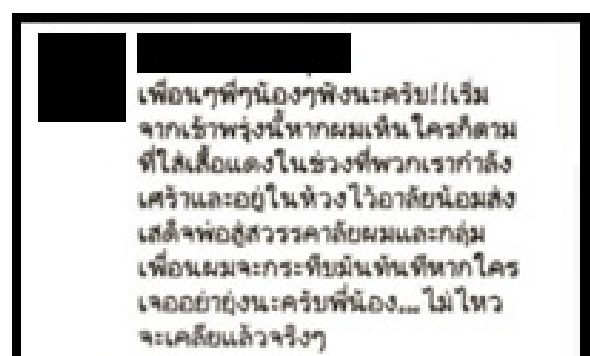 เพื่อนๆพี่ๆน้องๆฟังนะครับ!!เริ่ม
จากเช้าพรุ่งนี้หากผมเห็นใครก็ตาม
ที่ใส่เสื้อแดงในช่วงที่พวกเรากำลัง
เศร้าและอยู่ในห้วงไว้อาลัยน้อมส่ง
เสด็จพ่อสู่สวรรคาลัยผมและกลุ่ม
เพื่อนผมจะกระทืบมันทันทีหากใคร
เจออย่ายุ่งนะครับพี่น้อง...ไม่ไหว
จะเคลียแล้วจริงๆ